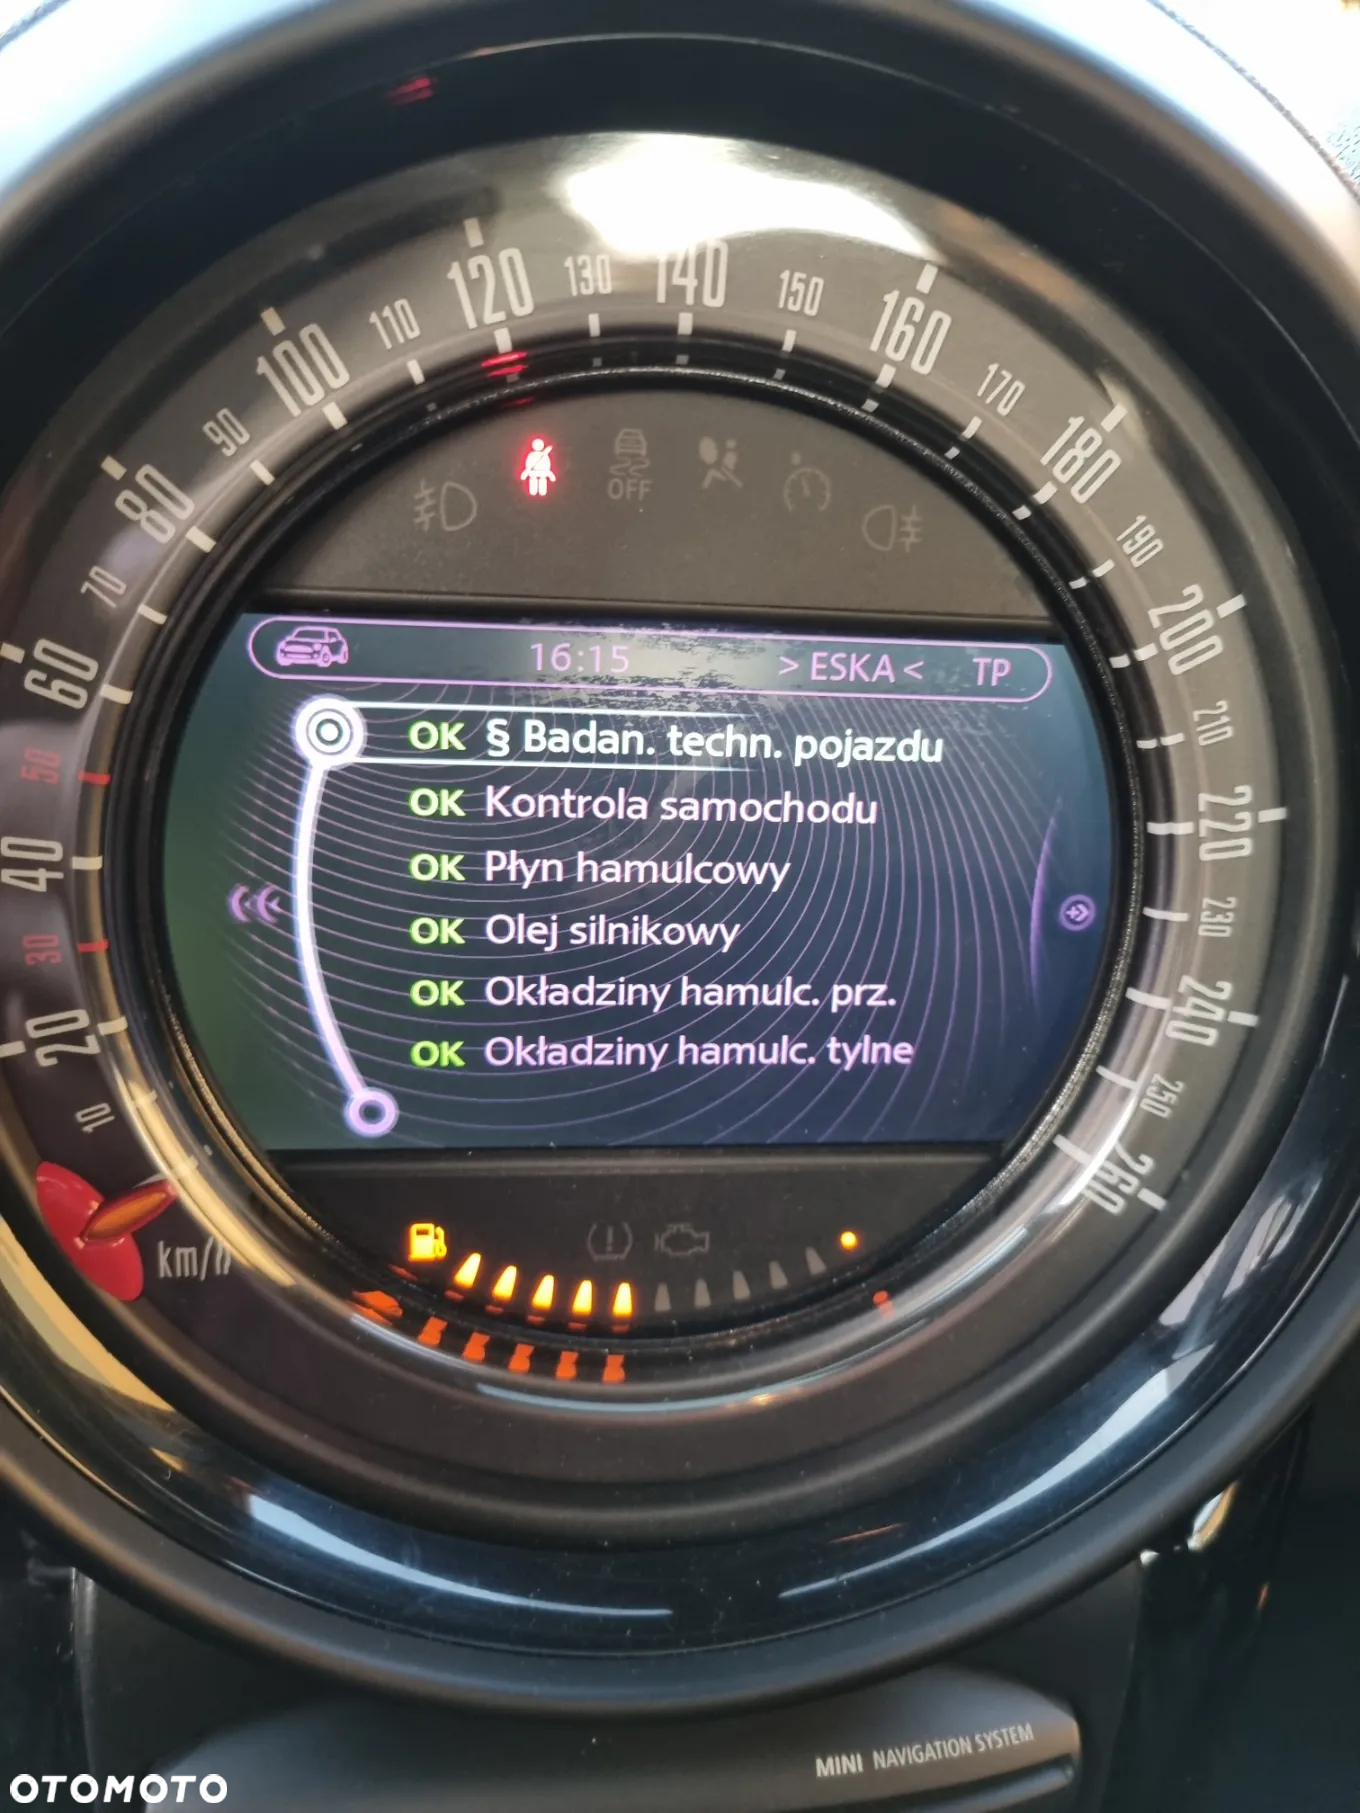 120
130
140
150
110
160
100
170
90
180
80
OFF
190
70
200
60
16:15 > ESKA < TP
210
50
OK § Badan. techn. pojazdu
OK Kontrola samochodu
220
40
OK Płyn hamulcowy
230
30
OK Olej silnikowy
240
20
OK Okładziny hamulc. prz.
OK Okładziny hamulc. tylne
250
10
260
km/h
MINI NAVIGATION SYSTEM
OTOMOTO